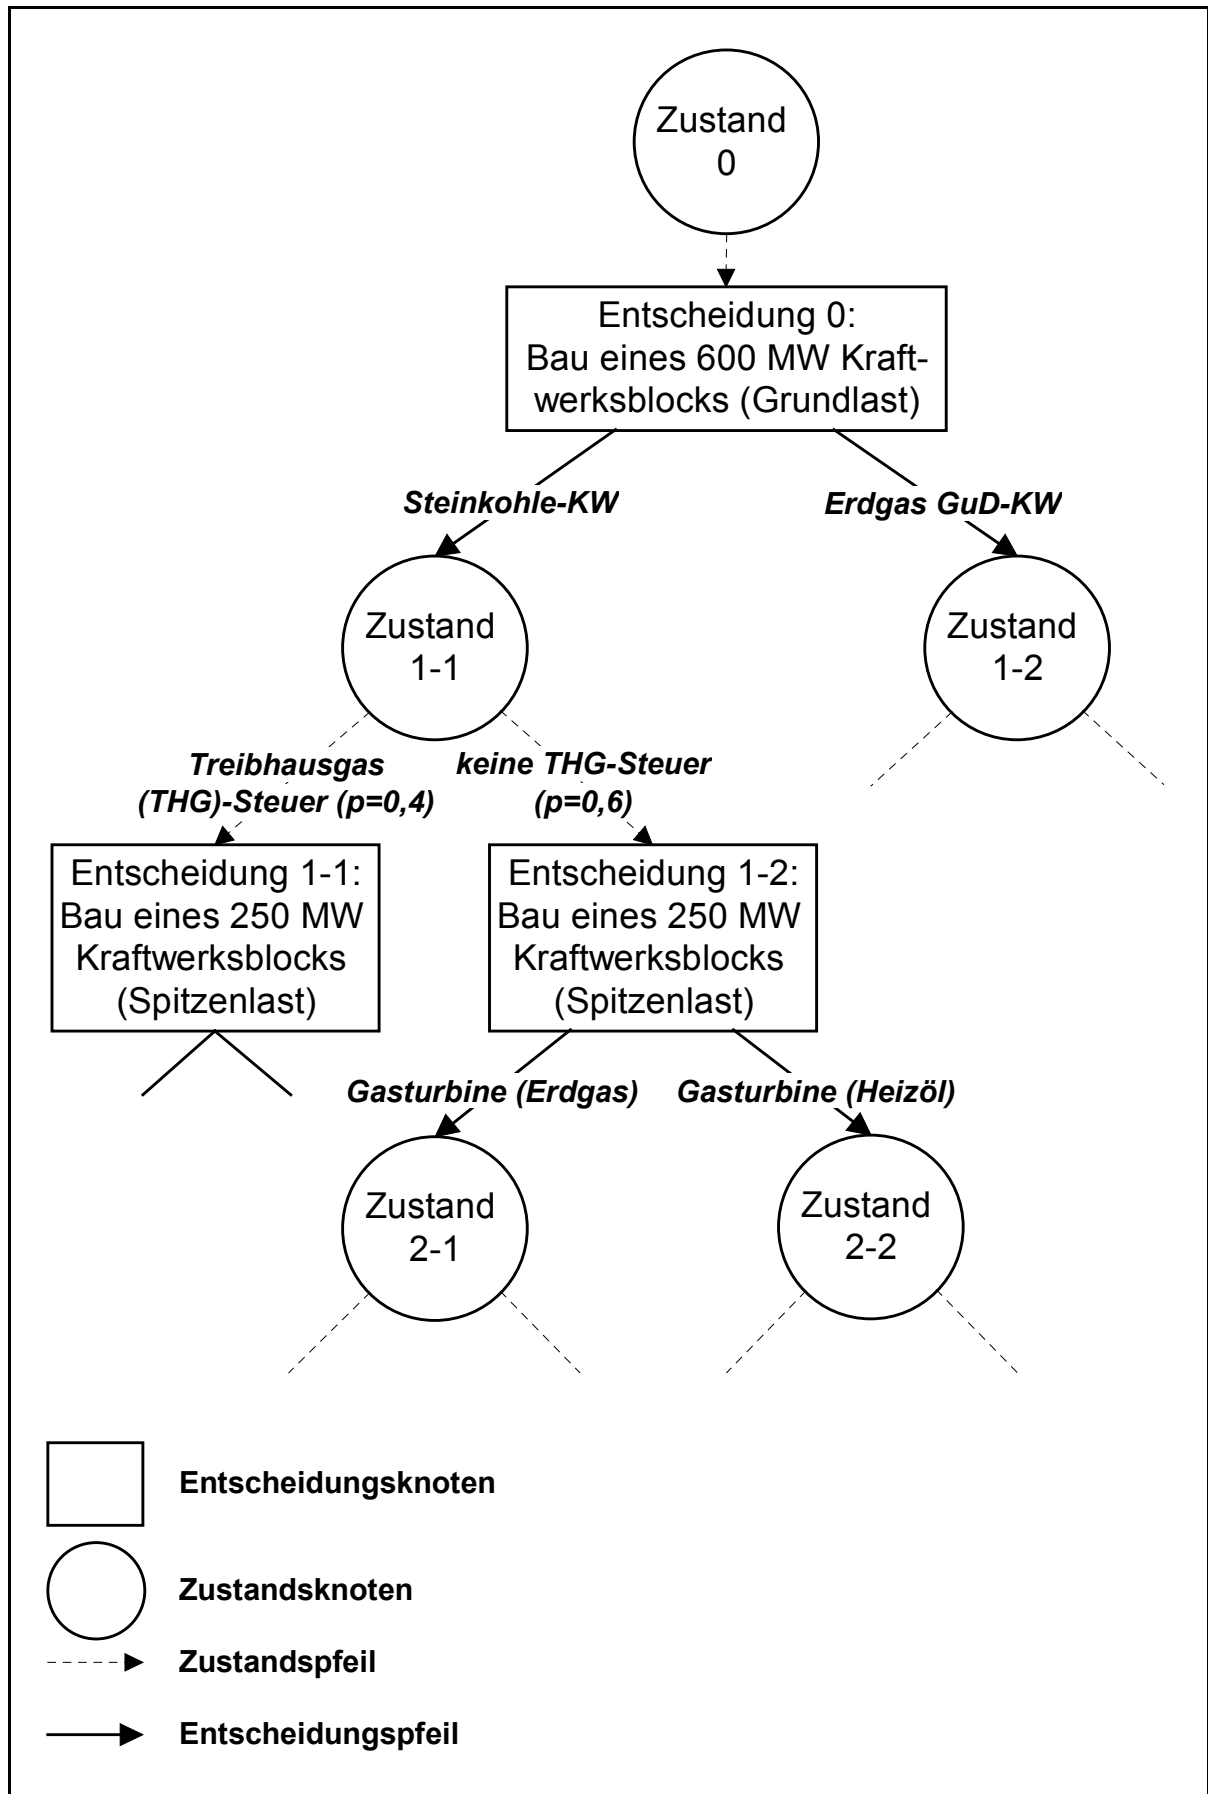 Zustand
0
Entscheidung 0:
Bau eines 600 MW Kraft-
werksblocks (Grundlast)
Steinkohle-KW
Erdgas GuD-KW
Zustand
1-1
Zustand
1-2
Treibhausgas
(THG)-Steuer (p=0,4)
keine THG-Steuer
(p=0,6)
Entscheidung 1-1:
Bau eines 250 MW
Kraftwerksblocks
(Spitzenlast)
Entscheidung 1-2:
Bau eines 250 MW
Kraftwerksblocks
(Spitzenlast)
Gasturbine (Erdgas)
Gasturbine (Heizöl)
Zustand
2-1
Zustand
2-2
Entscheidungsknoten
Zustandsknoten
Zustandspfeil
Entscheidungspfeil